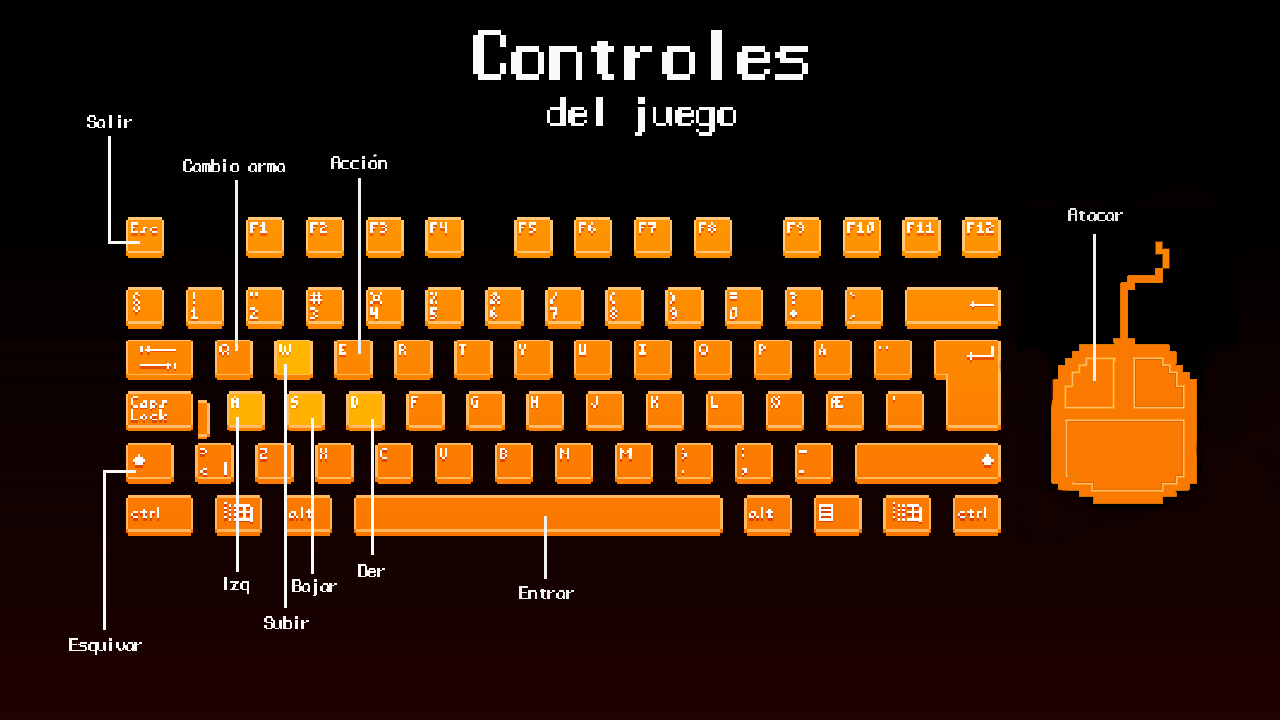 Controles
del juego
Salir
Cambio arma
Acción
Atacar
Esc F1 F2 F3 F4 F5 F6 F7 F8 F9 F10 F11 F12
§ ! " # & / ( = ?
1 2 3 4 5 6 7 8 9 0 +
Q W E R T Y U I O P Å ¨
Caps
Lock
A S D F G H J K L Æ '
Z X C V B N M
ctrl alt alt ctrl
Izq
Bajar
Der
Entrar
Subir
Esquivar